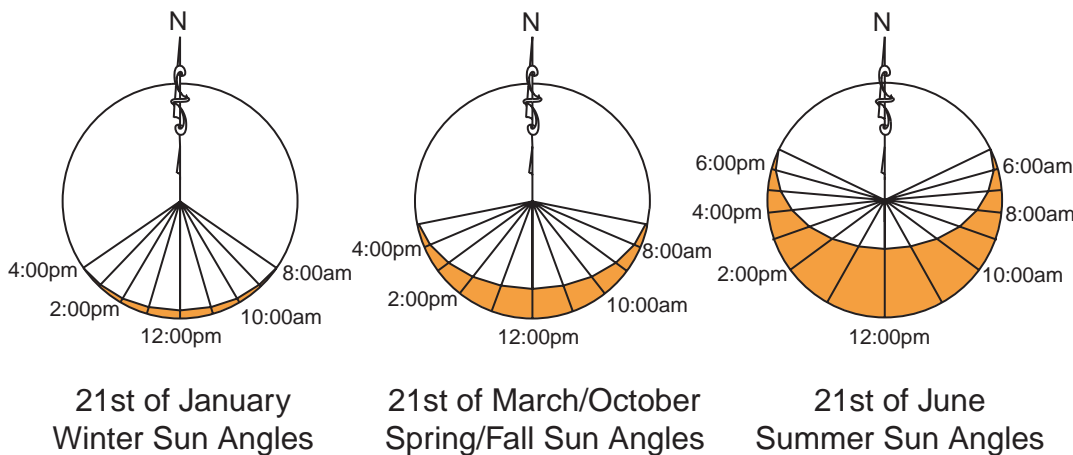 N
4:00pm
8:00am
2:00pm
10:00am
12:00pm
21st of January
Winter Sun Angles
N
4:00pm
8:00am
2:00pm
10:00am
12:00pm
21st of March/October
Spring/Fall Sun Angles
N
6:00pm
6:00am
4:00pm
8:00am
2:00pm
10:00am
12:00pm
21st of June
Summer Sun Angles